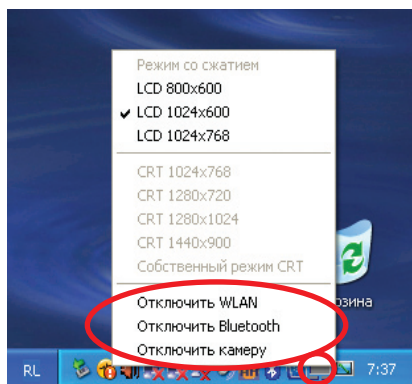 Режим со сжатием
LCD 800x600
LCD 1024x600
LCD 1024x768
CRT 1024x768
CRT 1280x720
CRT 1280x1024
CRT 1440x900
Собственный режим CRT
Отключить WLAN
рзина
Отключить Bluetooth
Отключить камеру
RL
7:37